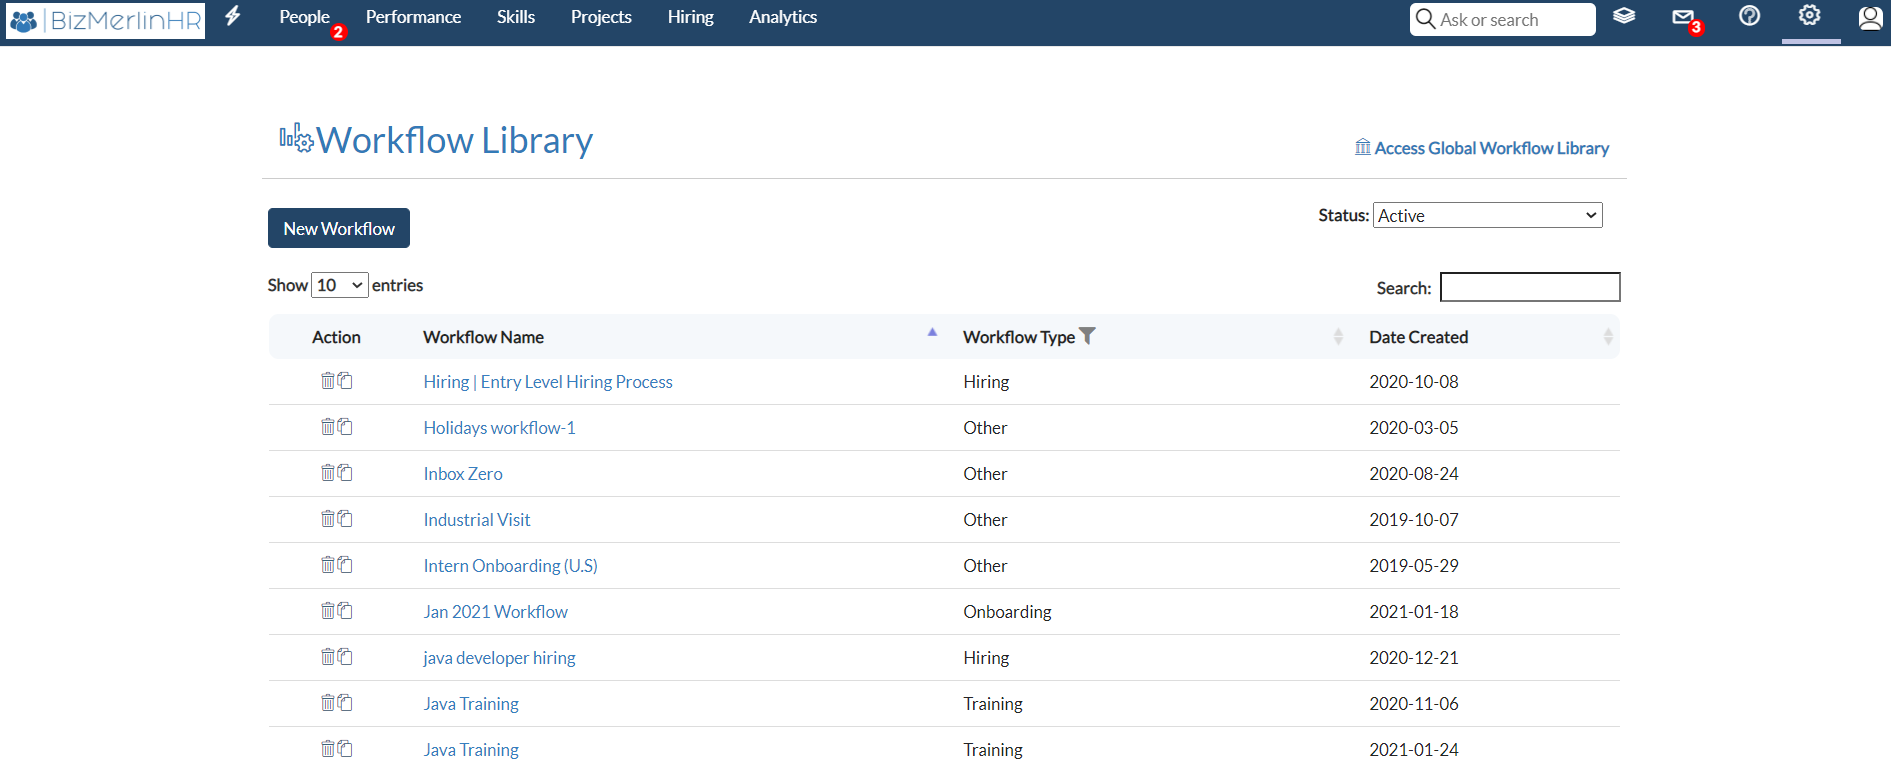 BizMerlinHR People 2 Performance Skills Projects Hiring Analytics Ask or search 3
Workflow Library
Access Global Workflow Library
New Workflow
Status: Active
Show 10 entries
Search:
Action Workflow Name Workflow Type Date Created
Hiring | Entry Level Hiring Process Hiring 2020-10-08
Holidays workflow-1 Other 2020-03-05
Inbox Zero Other 2020-08-24
Industrial Visit Other 2019-10-07
Intern Onboarding (U.S) Other 2019-05-29
Jan 2021 Workflow Onboarding 2021-01-18
java developer hiring Hiring 2020-12-21
Java Training Training 2020-11-06
Java Training Training 2021-01-24